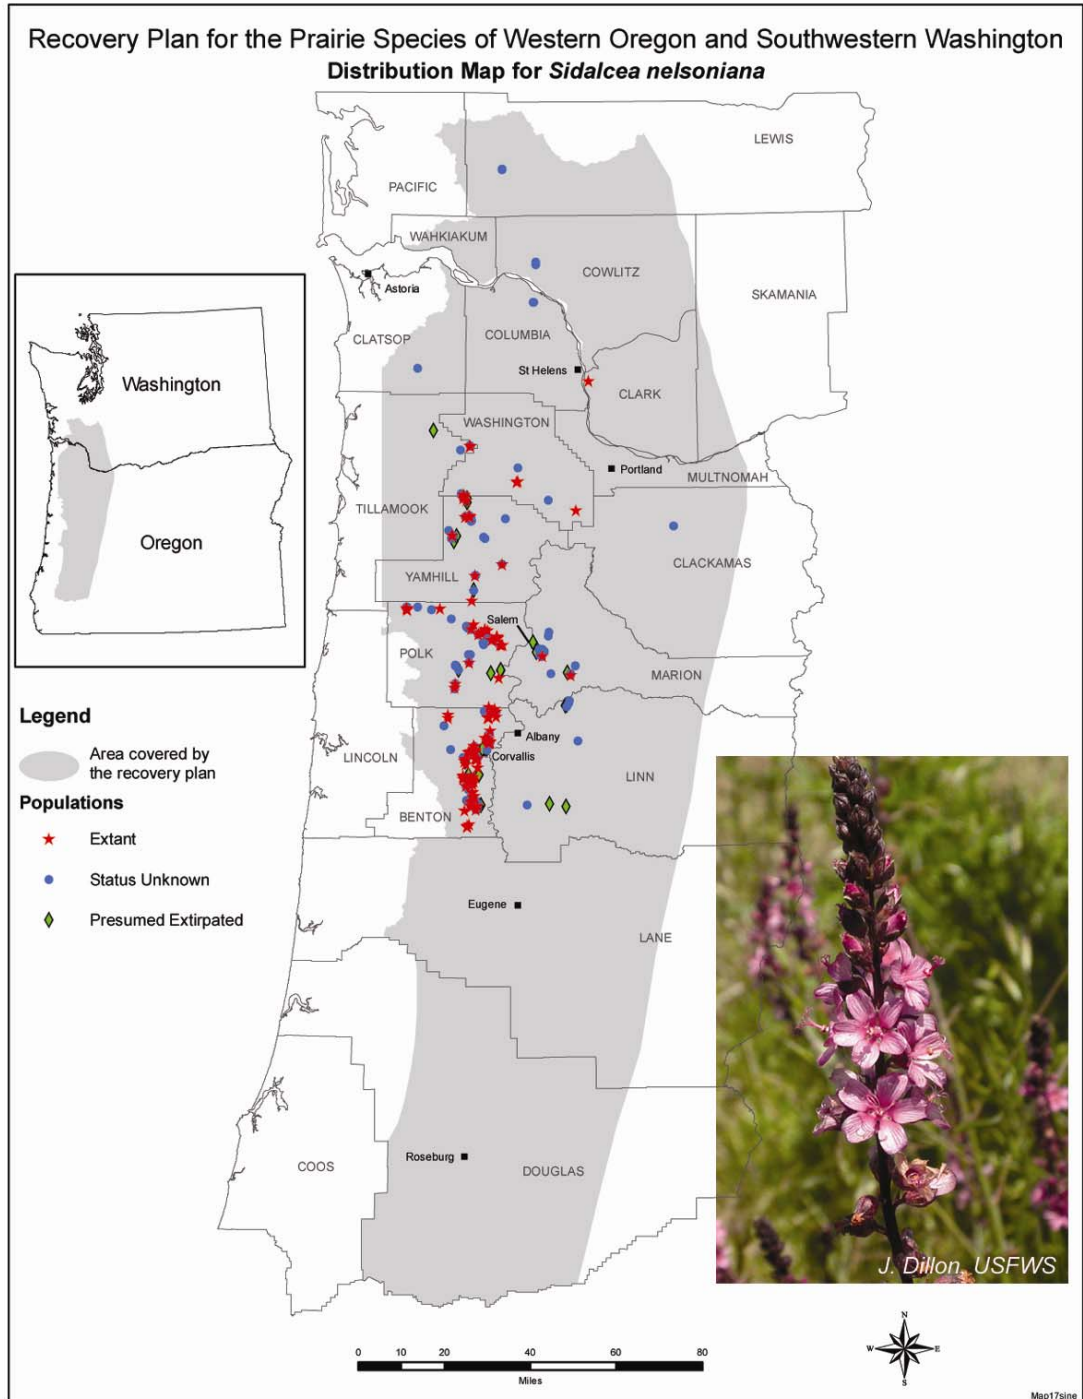 Recovery Plan for the Prairie Species of Western Oregon and Southwestern Washington
Distribution Map for Sidalcea nelsoniana
LEWIS
PACIFIC
WAHKIAKUM
COWLITZ
Astoria
SKAMANIA
CLATSOP
COLUMBIA
St Helens
CLARK
Washington
Oregon
WASHINGTON
Portland
MULTNOMAH
TILLAMOOK
CLACKAMAS
YAMHILL
Salem
POLK
MARION
Albany
Corvallis
LINCOLN
LINN
BENTON
Eugene
LANE
Roseburg
COOS
DOUGLAS
Legend
Area covered by
the recovery plan
Populations
Extant
Status Unknown
Presumed Extirpated
J. Dillon, USFWS
N
W E
S
0 10 20 40 60 80
Miles
Map17sine